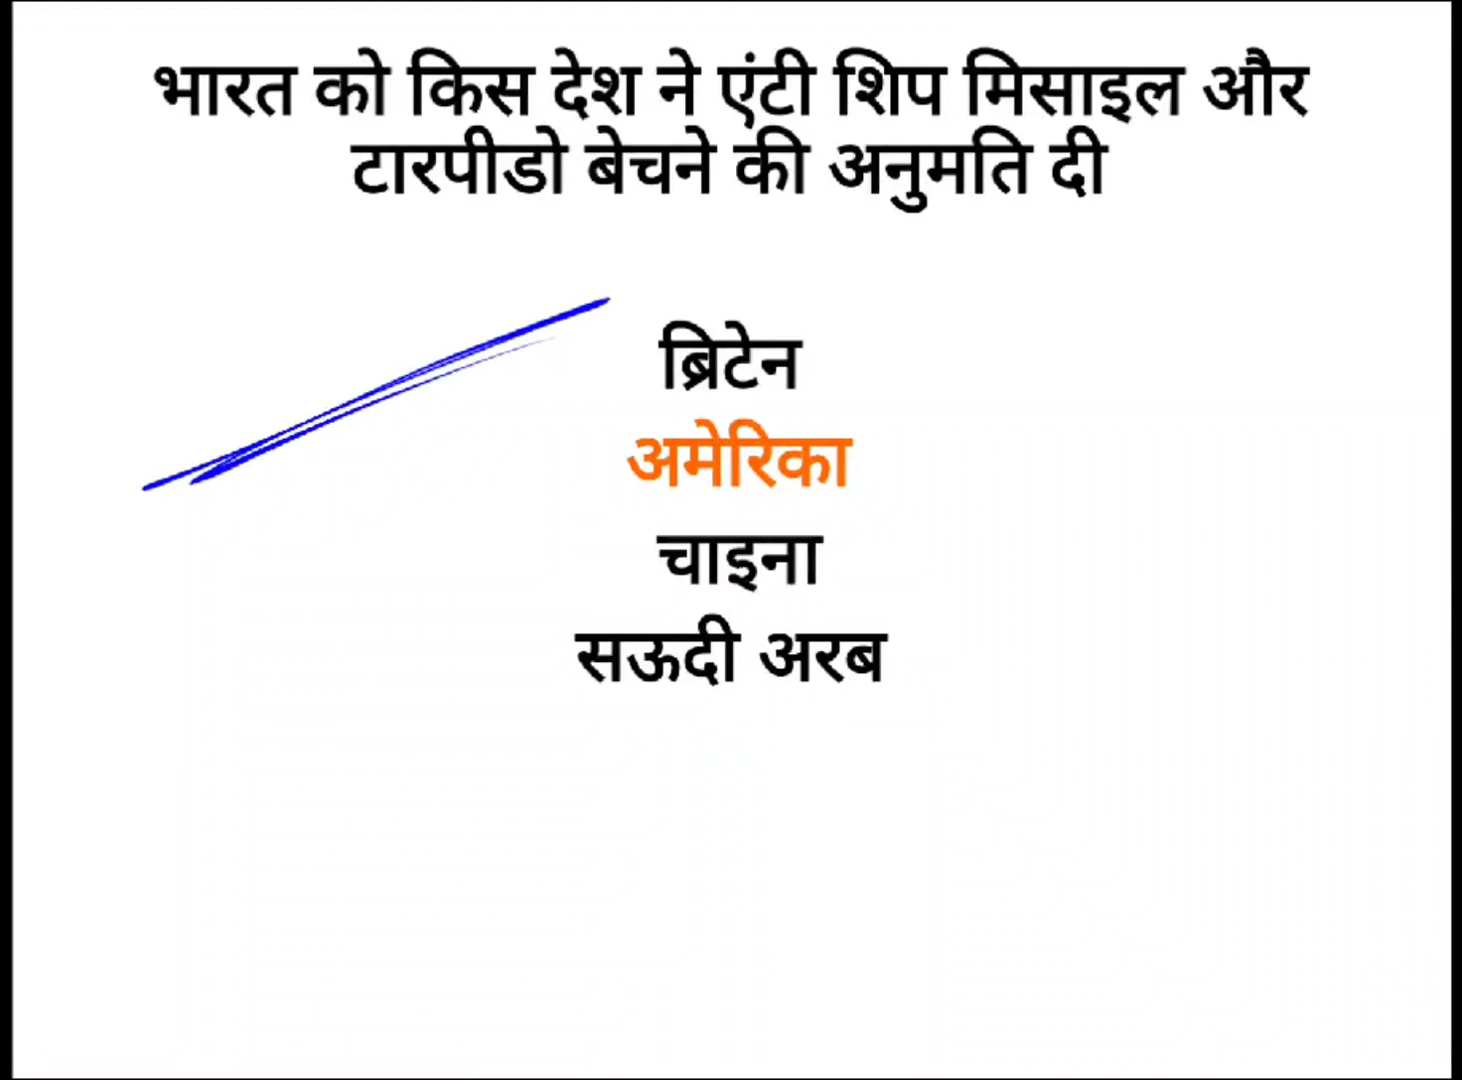 भारत को किस देश ने एंटी शिप मिसाइल और
टारपीडो बेचने की अनुमति दी
ब्रिटेन
अमेरिका
चाइना
सऊदी अरब